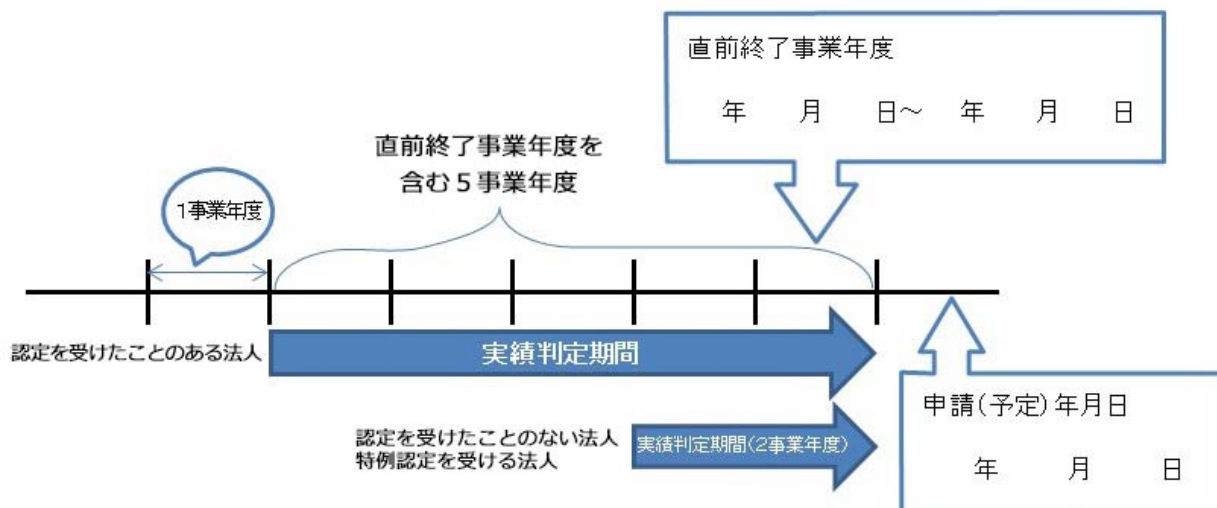 直前終了事業年度
年 月 日～ 年 月 日
直前終了事業年度を
含む５事業年度
1事業年度
認定を受けたことのある法人
実績判定期間
認定を受けたことのない法人
特例認定を受ける法人
実績判定期間(2事業年度)
申請(予定)年月日
年 月 日